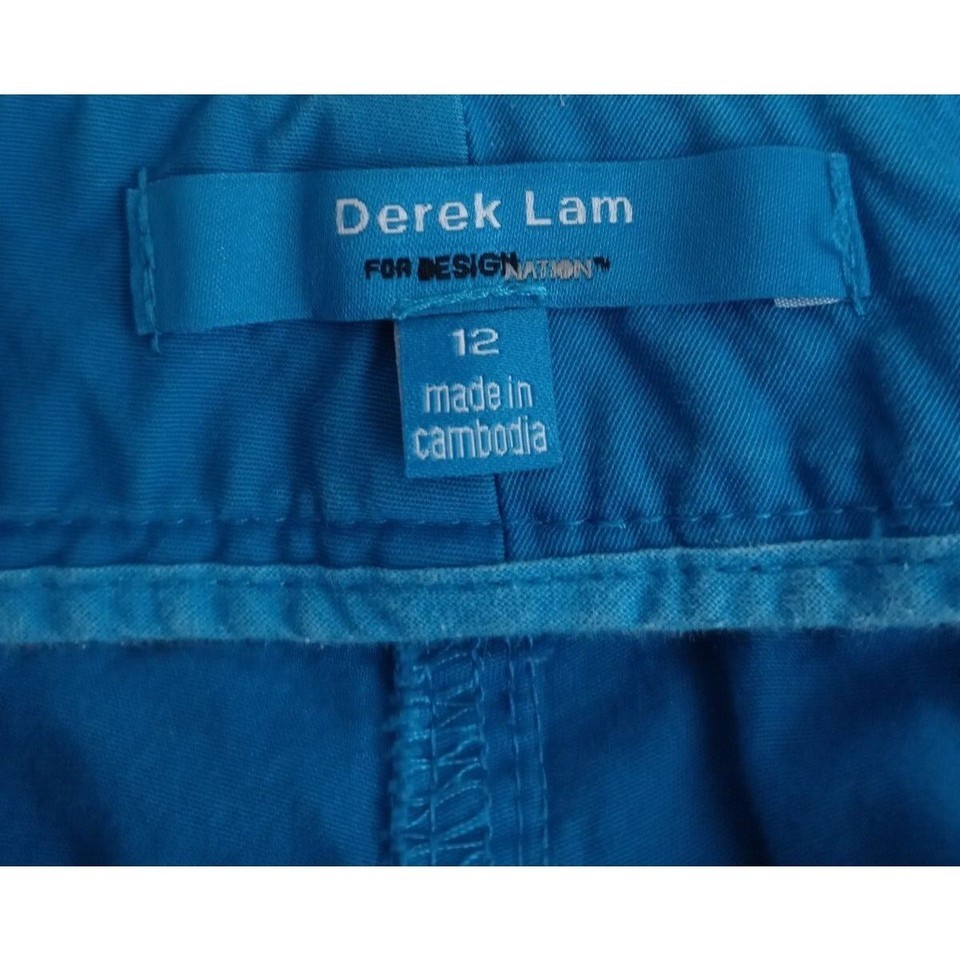 Derek Lam
FOR DESIGNNATION™
12
made in
cambodia